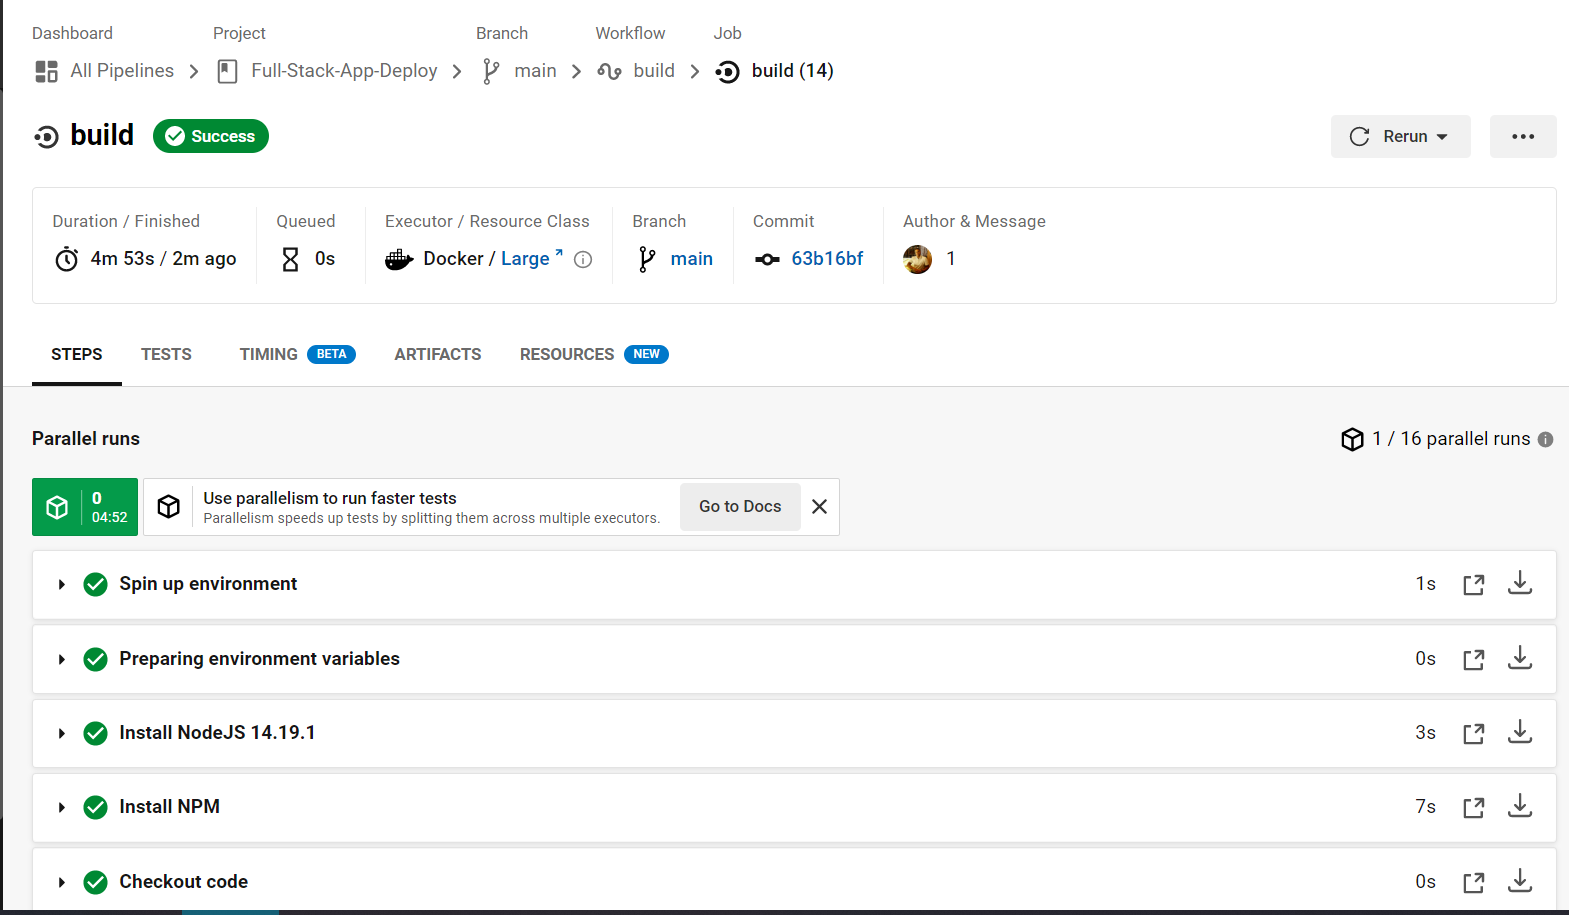 Dashboard Project Branch Workflow Job
All Pipelines Full-Stack-App-Deploy main build build (14)
build Success Rerun
Duration / Finished Queued Executor / Resource Class Branch Commit Author & Message
4m 53s / 2m ago 0s Docker / Large main 63b16bf 1
STEPS TESTS TIMING BETA ARTIFACTS RESOURCES NEW
Parallel runs 1 / 16 parallel runs
0 Use parallelism to run faster tests Go to Docs
04:52 Parallelism speeds up tests by splitting them across multiple executors.
Spin up environment 1s
Preparing environment variables 0s
Install NodeJS 14.19.1 3s
Install NPM 7s
Checkout code 0s